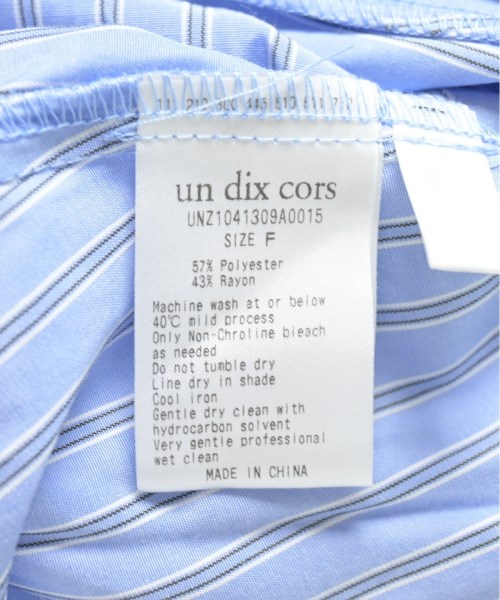 un dix cors
UNZ1041309A0015
SIZE F
57% Polyester
43% Rayon
Machine wash at or below
40℃ mild process
Only Non-Chroline bleach
as needed
Do not tumble dry
Line dry in shade
Cool iron
Gentle dry clean with
hydrocarbon solvent
Very gentle professional
wet clean
MADE IN CHINA